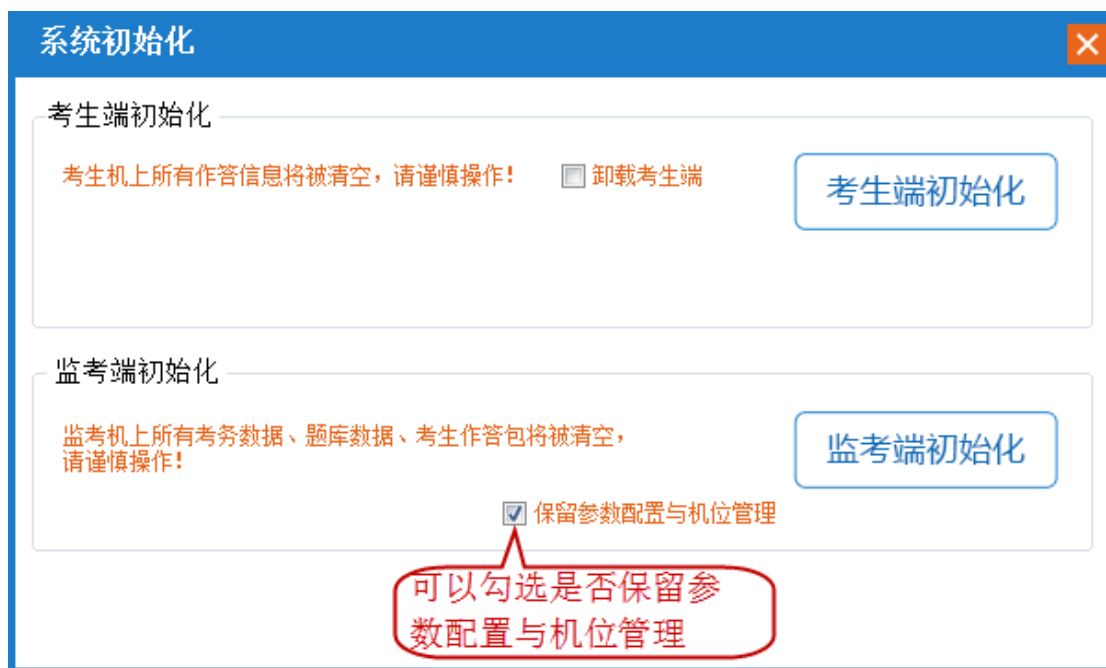 系统初始化
考生端初始化
考生机上所有作答信息将被清空，请谨慎操作！
卸载考生端
考生端初始化
监考端初始化
监考机上所有考务数据、题库数据、考生作答包将被清空，
请谨慎操作！
监考端初始化
保留参数配置与机位管理
可以勾选是否保留参
数配置与机位管理